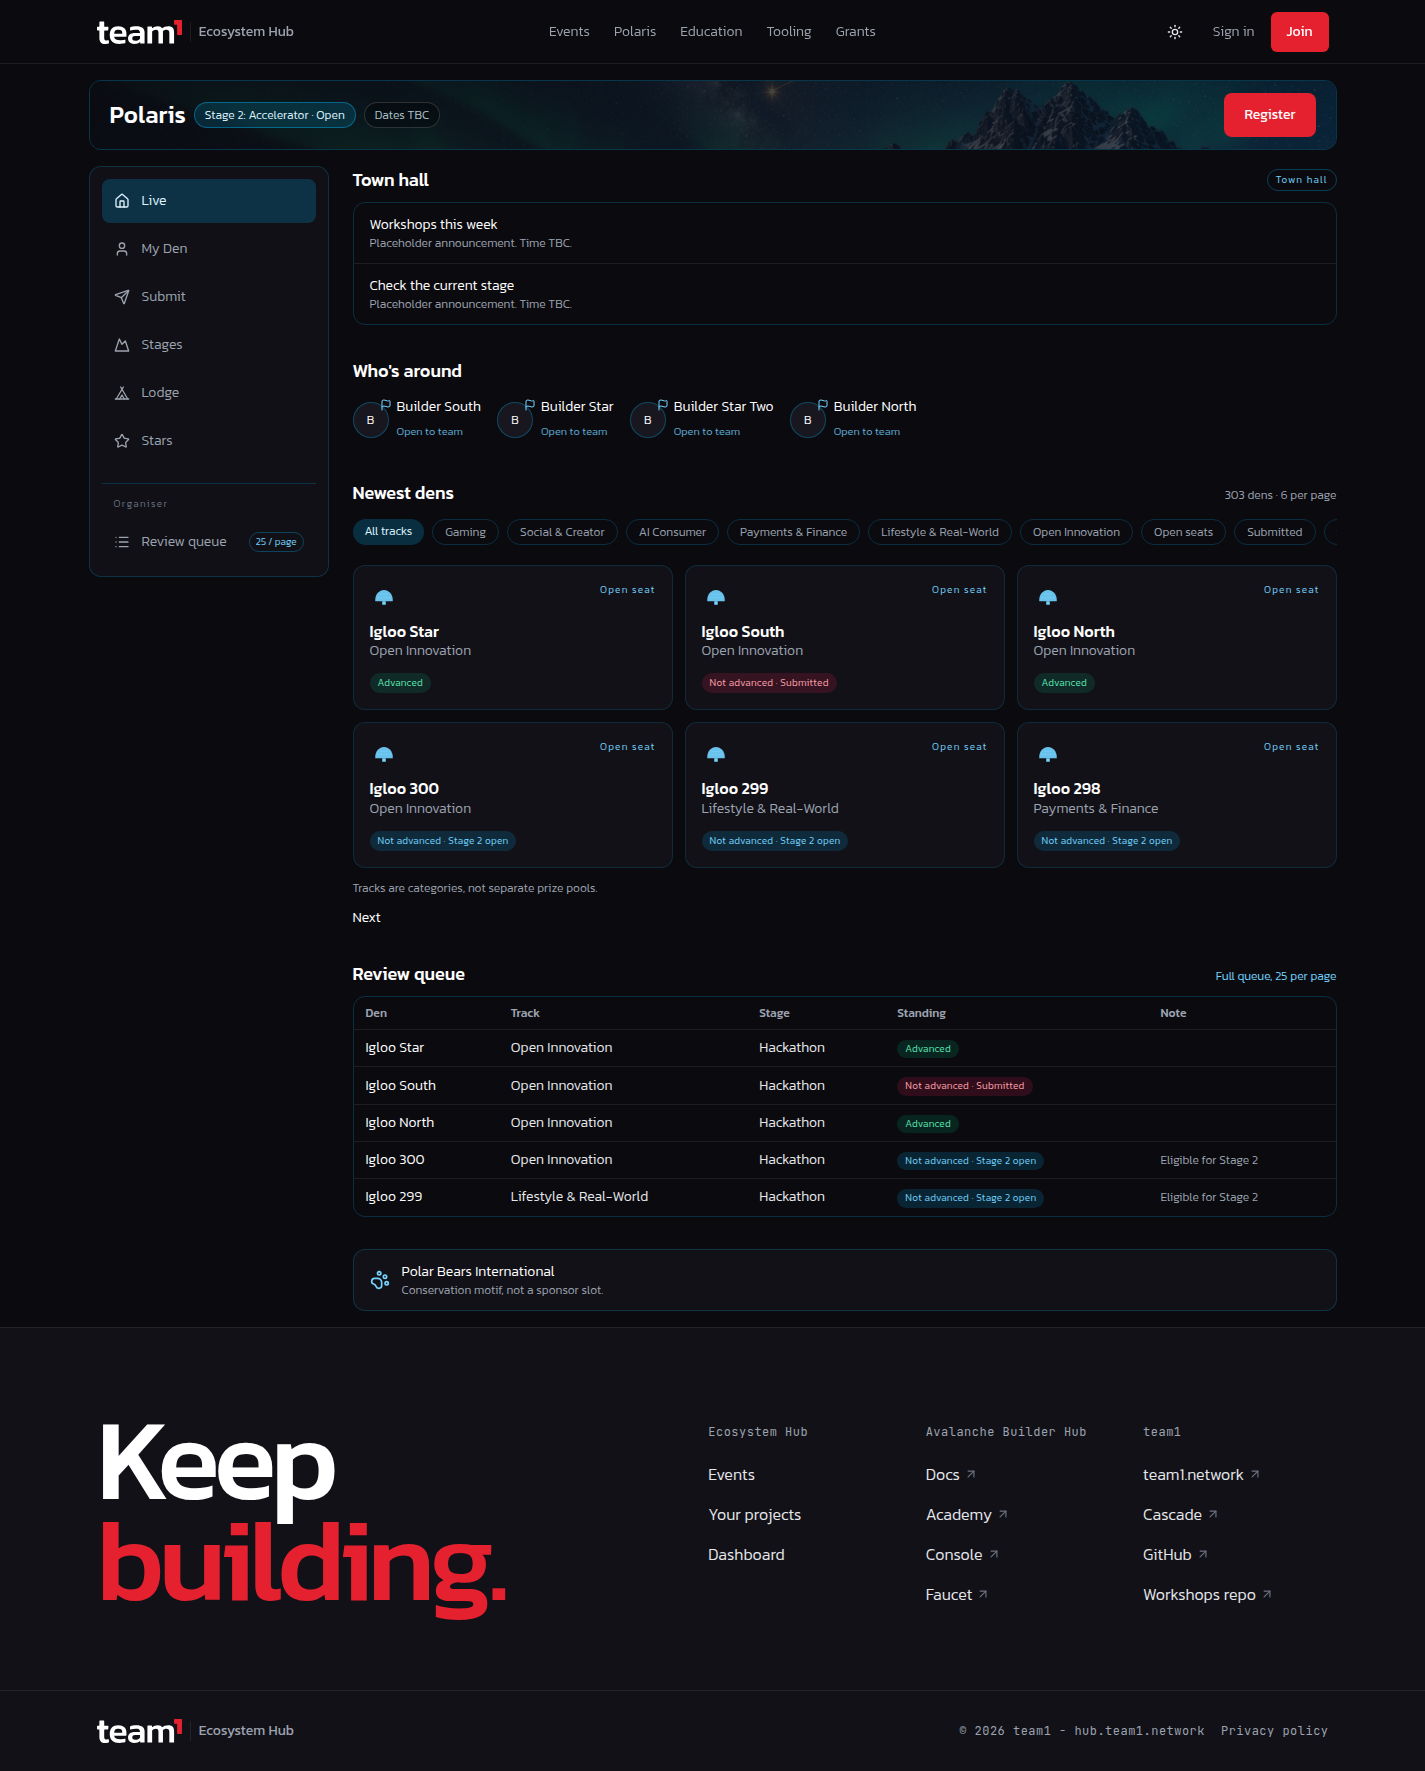 team1 Ecosystem Hub
Events Polaris Education Tooling Grants
Sign in Join
Polaris Stage 2: Accelerator · Open Dates TBC Register
Live
My Den
Submit
Stages
Lodge
Stars
Organiser
Review queue 25 / page
Town hall Town hall
Workshops this week
Placeholder announcement. Time TBC.
Check the current stage
Placeholder announcement. Time TBC.
Who's around
B Builder South B Builder Star B Builder Star Two B Builder North
Open to team Open to team Open to team Open to team
Newest dens 303 dens · 6 per page
All tracks Gaming Social & Creator AI Consumer Payments & Finance Lifestyle & Real-World Open Innovation Open seats Submitted
Open seat Open seat Open seat
Igloo Star Igloo South Igloo North
Open Innovation Open Innovation Open Innovation
Advanced Not advanced · Submitted Advanced
Open seat Open seat Open seat
Igloo 300 Igloo 299 Igloo 298
Open Innovation Lifestyle & Real-World Payments & Finance
Not advanced · Stage 2 open Not advanced · Stage 2 open Not advanced · Stage 2 open
Tracks are categories, not separate prize pools.
Next
Review queue Full queue, 25 per page
Den Track Stage Standing Note
Igloo Star Open Innovation Hackathon Advanced
Igloo South Open Innovation Hackathon Not advanced · Submitted
Igloo North Open Innovation Hackathon Advanced
Igloo 300 Open Innovation Hackathon Not advanced · Stage 2 open Eligible for Stage 2
Igloo 299 Lifestyle & Real-World Hackathon Not advanced · Stage 2 open Eligible for Stage 2
Polar Bears International
Conservation motif, not a sponsor slot.
Keep
building.
Ecosystem Hub Avalanche Builder Hub team1
Events Docs team1.network
Your projects Academy Cascade
Dashboard Console GitHub
Faucet Workshops repo
team1 Ecosystem Hub
© 2026 team1 - hub.team1.network Privacy policy